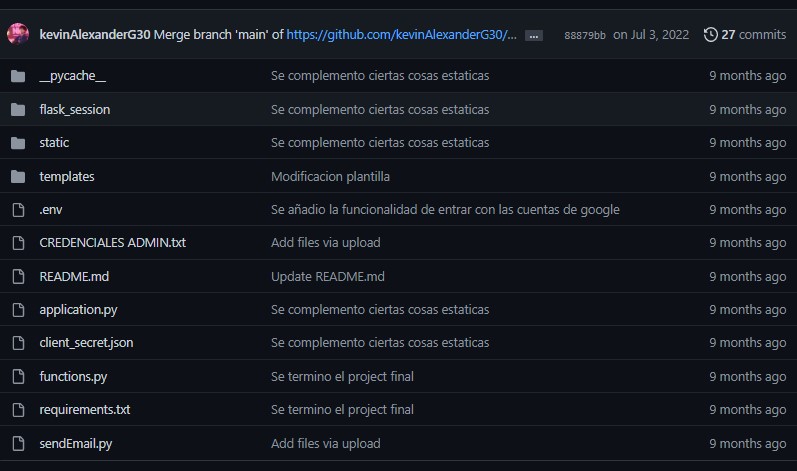 kevinAlexanderG30 Merge branch 'main' of https://github.com/kevinAlexanderG30/... ... 88879bb on Jul 3, 2022 27 commits
__pycache__ Se complemento ciertas cosas estaticas 9 months ago
flask_session Se complemento ciertas cosas estaticas 9 months ago
static Se complemento ciertas cosas estaticas 9 months ago
templates Modificacion plantilla 9 months ago
.env Se añadio la funcionalidad de entrar con las cuentas de google 9 months ago
CREDENCIALES ADMIN.txt Add files via upload 9 months ago
README.md Update README.md 9 months ago
application.py Se complemento ciertas cosas estaticas 9 months ago
client_secret.json Se complemento ciertas cosas estaticas 9 months ago
functions.py Se termino el project final 9 months ago
requirements.txt Se termino el project final 9 months ago
sendEmail.py Add files via upload 9 months ago